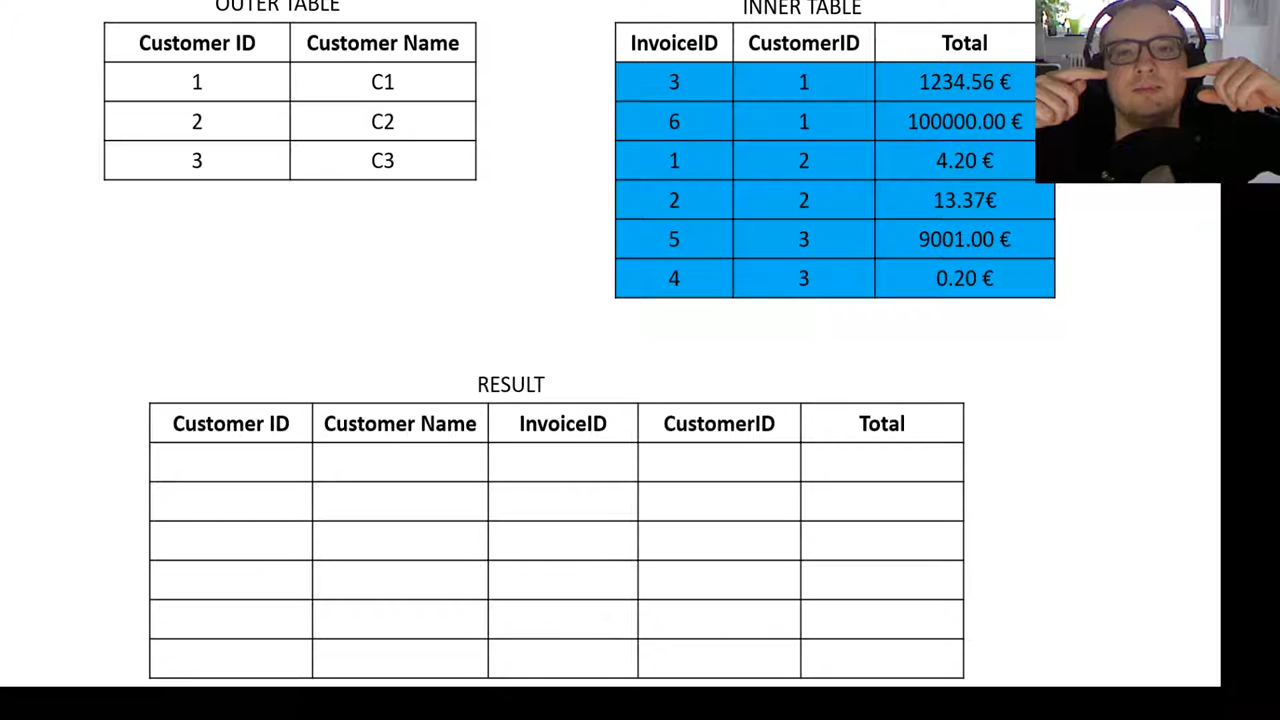 OUTER TABLE
Customer ID Customer Name
1 C1
2 C2
3 C3
INNER TABLE
InvoiceID CustomerID Total
3 1 1234.56 €
6 1 100000.00 €
1 2 4.20 €
2 2 13.37€
5 3 9001.00 €
4 3 0.20 €
RESULT
Customer ID Customer Name InvoiceID CustomerID Total